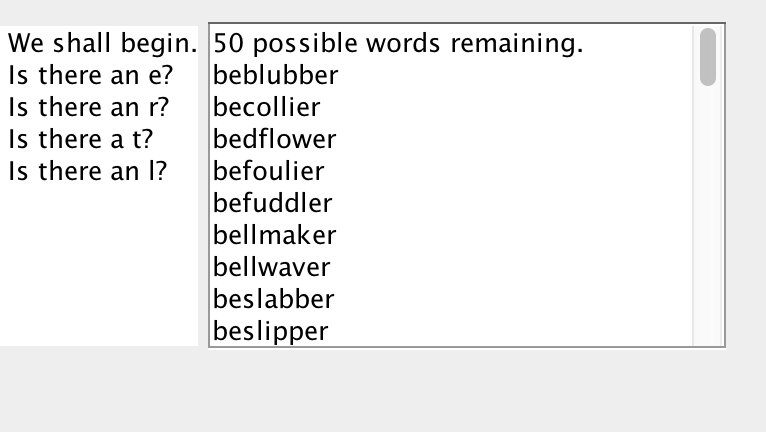 We shall begin.
Is there an e?
Is there an r?
Is there a t?
Is there an l?
50 possible words remaining.
beblubber
becollier
bedflower
befoulier
befuddler
bellmaker
bellwaver
beslabber
beslipper